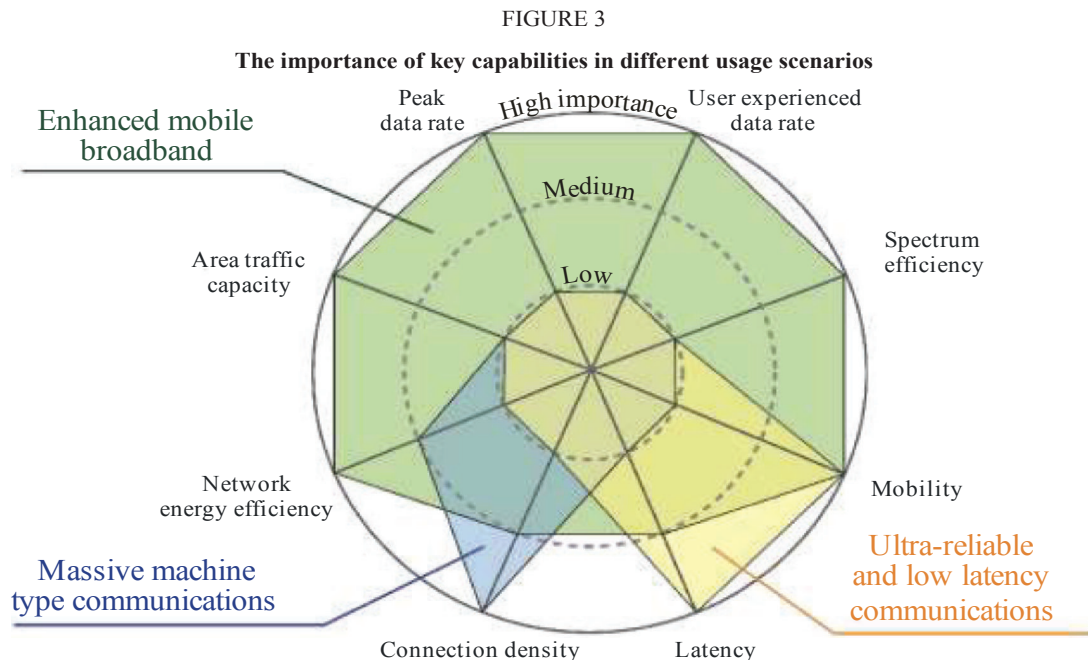 FIGURE 3
The importance of key capabilities in different usage scenarios
Peak
data rate
High importance
User experienced
data rate
Enhanced mobile
broadband
Medium
Area traffic
capacity
Low
Spectrum
efficiency
Network
energy efficiency
Mobility
Massive machine
type communications
Ultra-reliable
and low latency
communications
Connection density
Latency